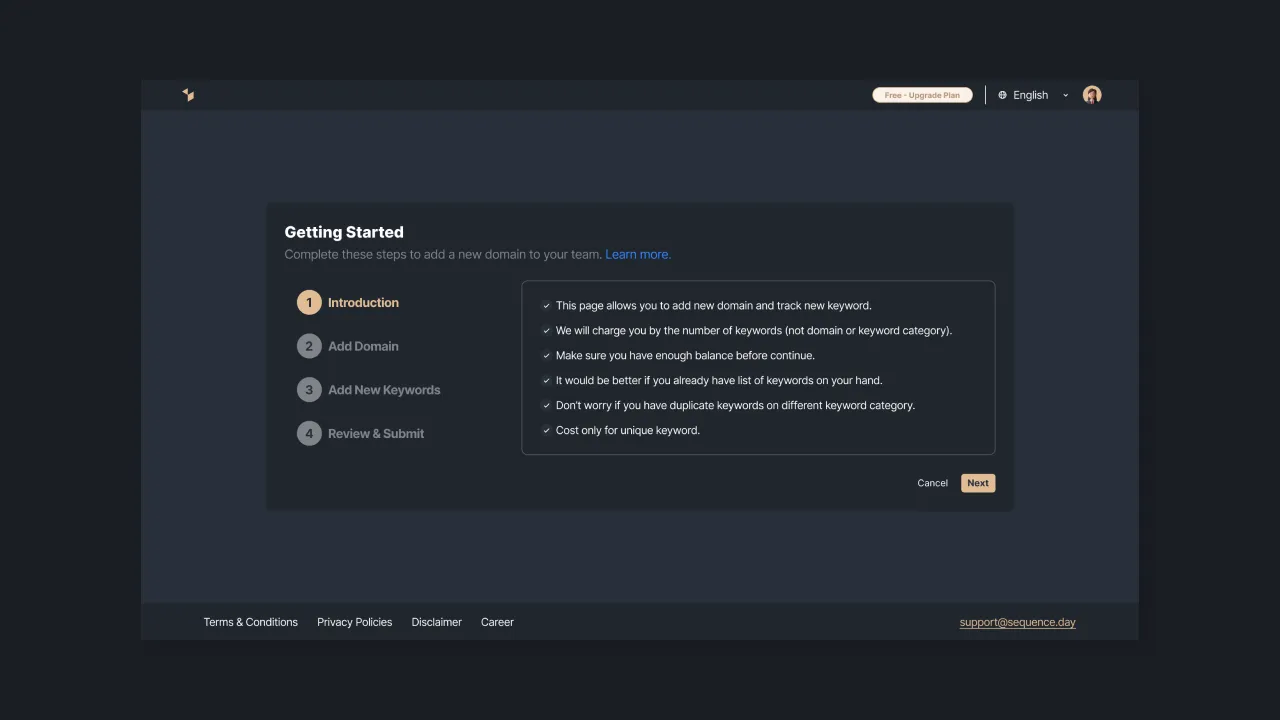 Free - Upgrade Plan
English
Getting Started
Complete these steps to add a new domain to your team. Learn more.
1 Introduction
2 Add Domain
3 Add New Keywords
4 Review & Submit
This page allows you to add new domain and track new keyword.
We will charge you by the number of keywords (not domain or keyword category).
Make sure you have enough balance before continue.
It would be better if you already have list of keywords on your hand.
Don't worry if you have duplicate keywords on different keyword category.
Cost only for unique keyword.
Cancel Next
Terms & Conditions Privacy Policies Disclaimer Career support@sequence.day